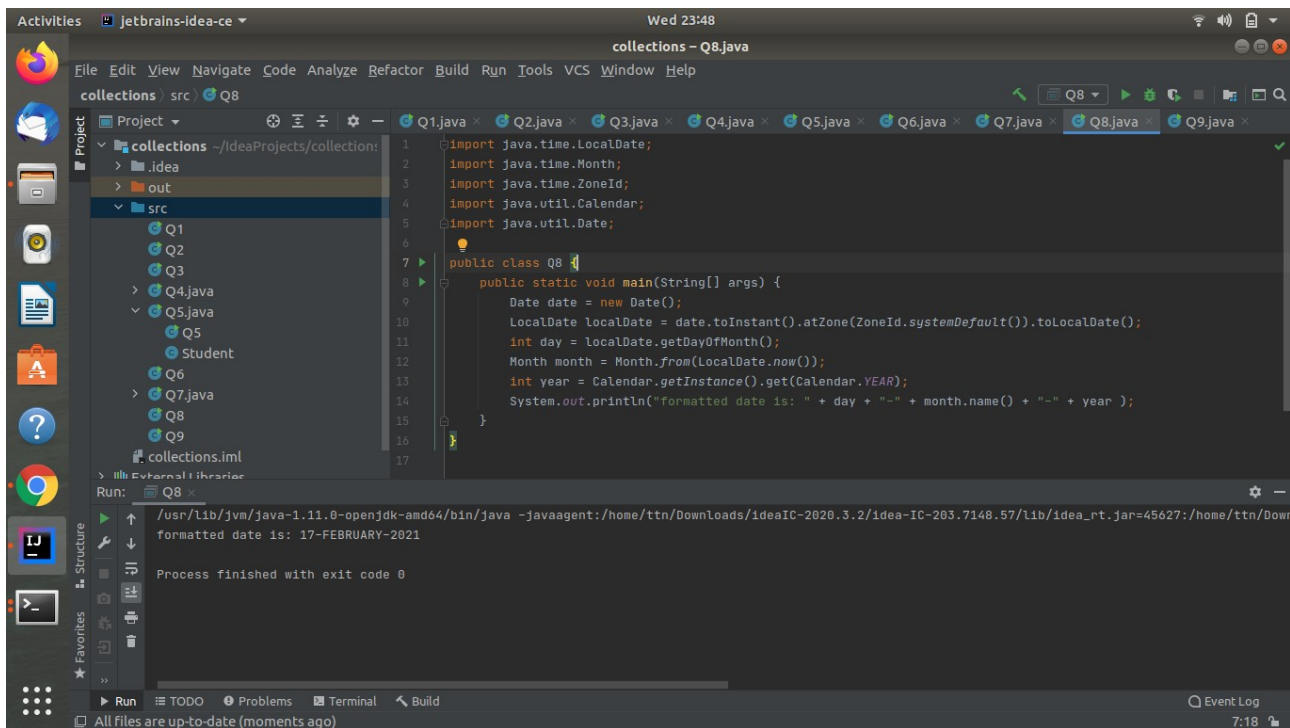 Activities jetbrains-idea-ce Wed 23:48
collections – Q8.java
File Edit View Navigate Code Analyze Refactor Build Run Tools VCS Window Help
collections src Q8 Q8
Project Q1.java Q2.java Q3.java Q4.java Q5.java Q6.java Q7.java Q8.java Q9.java
Project
collections ~/IdeaProjects/collections
.idea
out
src
Q1
Q2
Q3
Q4.java
Q5.java
Q5
Student
Q6
Q7.java
Q8
Q9
collections.iml
External Libraries
1 import java.time.LocalDate;
2 import java.time.Month;
3 import java.time.ZoneId;
4 import java.util.Calendar;
5 import java.util.Date;
6
7 public class Q8 {
8 public static void main(String[] args) {
9 Date date = new Date();
10 LocalDate localDate = date.toInstant().atZone(ZoneId.systemDefault()).toLocalDate();
11 int day = localDate.getDayOfMonth();
12 Month month = Month.from(LocalDate.now());
13 int year = Calendar.getInstance().get(Calendar.YEAR);
14 System.out.println("formatted date is: " + day + "-" + month.name() + "-" + year );
15 }
16 }
17
Run: Q8
/usr/lib/jvm/java-1.11.0-openjdk-amd64/bin/java -javaagent:/home/ttn/Downloads/ideaIC-2020.3.2/idea-IC-203.7148.57/lib/idea_rt.jar=45627:/home/ttn/Down
formatted date is: 17-FEBRUARY-2021
Process finished with exit code 0
Structure
Favorites
Run TODO Problems Terminal Build Event Log
All files are up-to-date (moments ago) 7:18